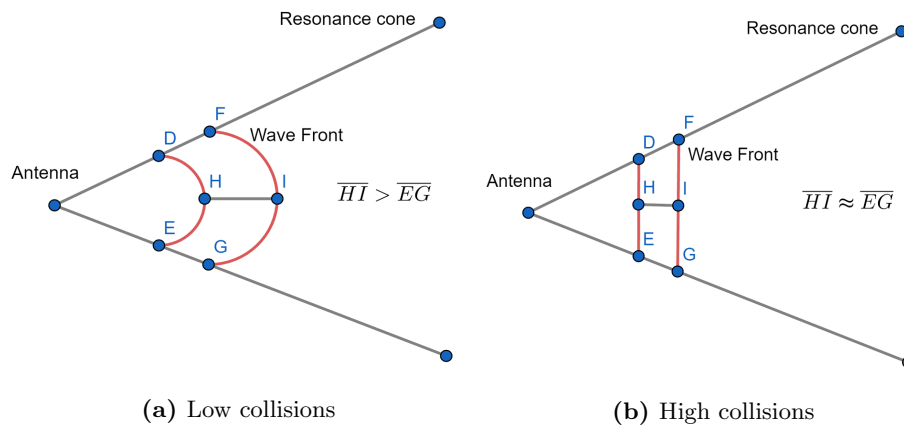 Resonance cone
F
D
Wave Front
Antenna
H
I
HI > EG
E
G
(a) Low collisions
Resonance cone
F
D
Wave Front
Antenna
H
I
HI ≈ EG
E
G
(b) High collisions